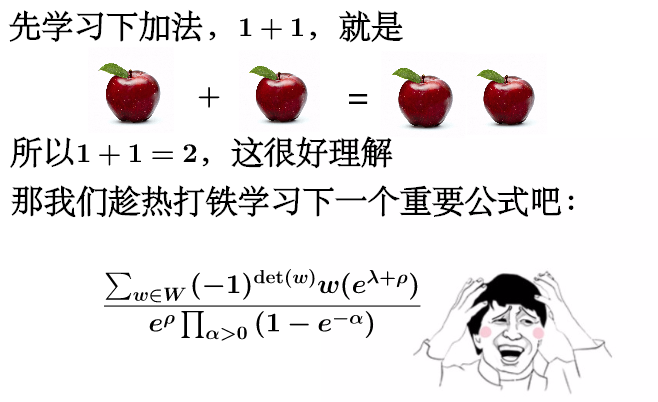 先学习下加法，1 + 1，就是
+ =
所以1 + 1 = 2，这很好理解
那我们趁热打铁学习下一个重要公式吧：
\frac{\sum_{w \in W} (-1)^{\det(w)} w(e^{\lambda+\rho})}{e^{\rho} \prod_{\alpha>0} (1 - e^{-\alpha})}